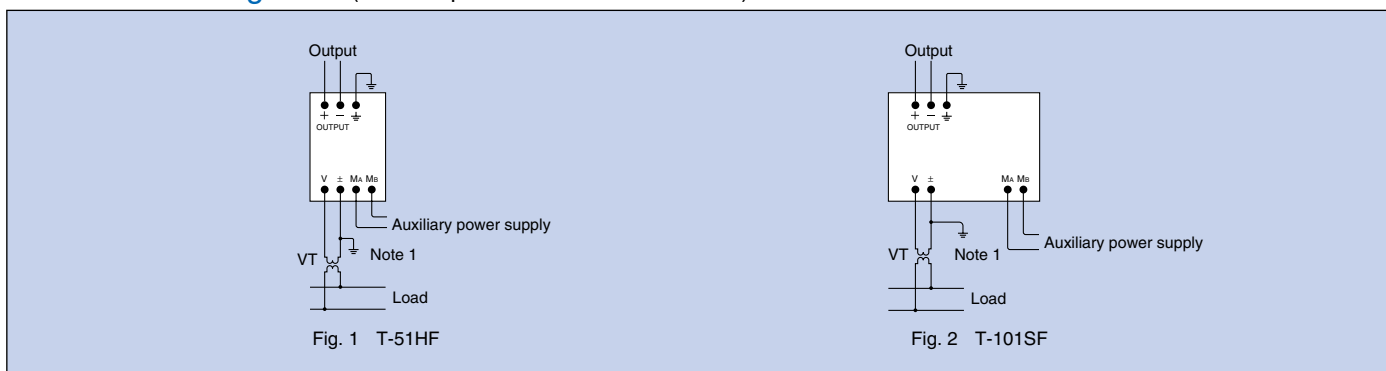 Output
+ − ⏚
OUTPUT
V ± MA MB
Auxiliary power supply
VT Note 1
Load
Fig. 1 T-51HF
Output
+ − ⏚
OUTPUT
V ± MA MB
Auxiliary power supply
VT Note 1
Load
Fig. 2 T-101SF